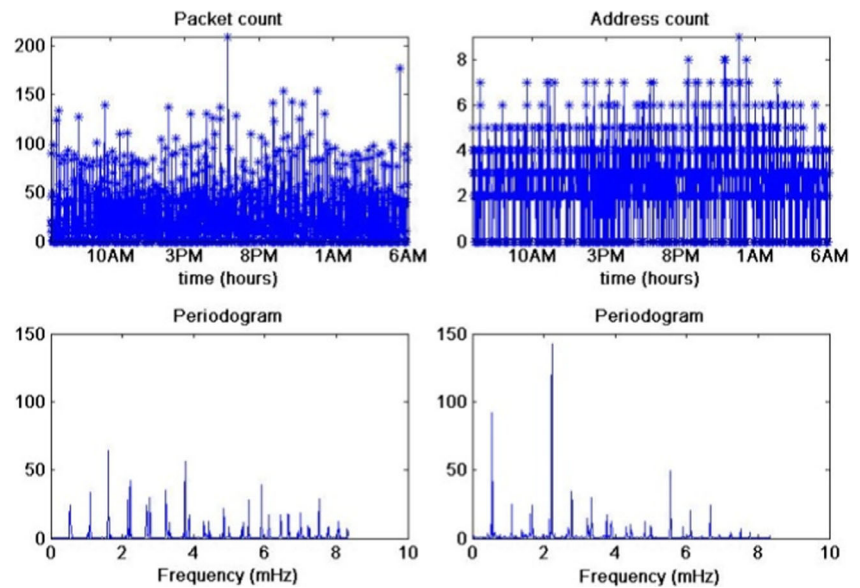 Packet count
200
150
100
50
0
10AM 3PM 8PM 1AM 6AM
time (hours)
Address count
8
6
4
2
0
10AM 3PM 8PM 1AM 6AM
time (hours)
Periodogram
150
100
50
0
0 2 4 6 8 10
Frequency (mHz)
Periodogram
150
100
50
0
0 2 4 6 8 10
Frequency (mHz)